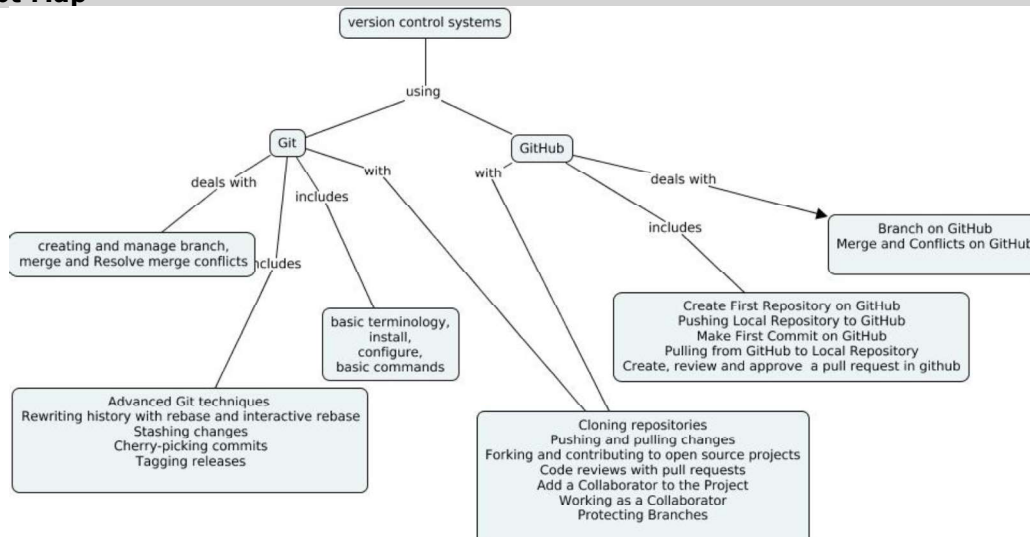 version control systems
using
Git
GitHub
with
with
deals with
deals with
includes
includes
creating and manage branch,
merge and Resolve merge conflicts
Branch on GitHub
Merge and Conflicts on GitHub
Create First Repository on GitHub
Pushing Local Repository to GitHub
Make First Commit on GitHub
Pulling from GitHub to Local Repository
Create, review and approve a pull request in github
basic terminology,
install,
configure,
basic commands
Advanced Git techniques
Rewriting history with rebase and interactive rebase
Stashing changes
Cherry-picking commits
Tagging releases
Cloning repositories
Pushing and pulling changes
Forking and contributing to open source projects
Code reviews with pull requests
Add a Collaborator to the Project
Working as a Collaborator
Protecting Branches